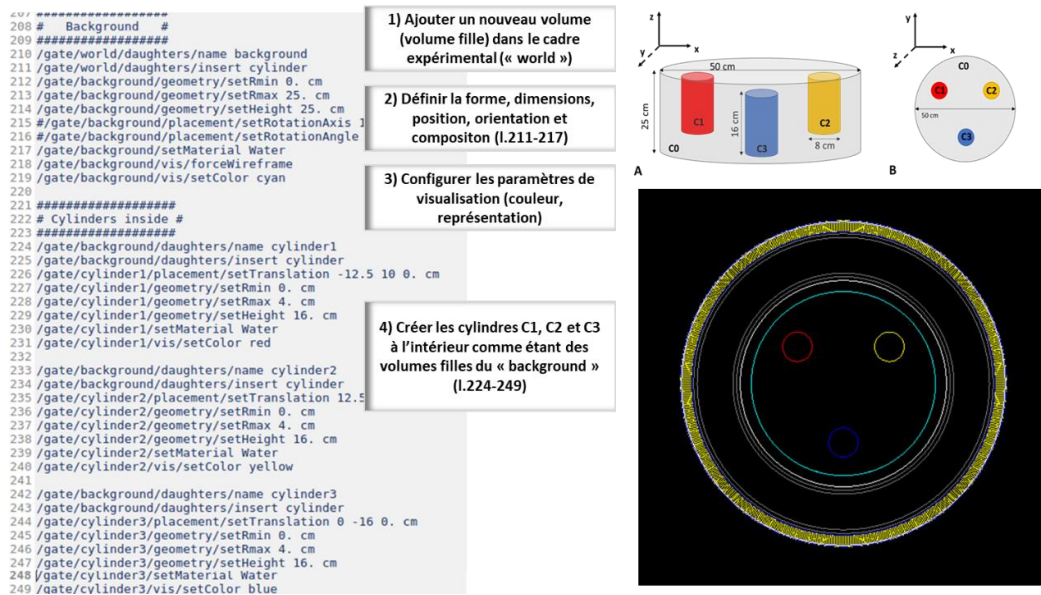 207 ##################
208 #   Background   #
209 ##################
210 /gate/world/daughters/name background
211 /gate/world/daughters/insert cylinder
212 /gate/background/geometry/setRmin 0. cm
213 /gate/background/geometry/setRmax 25. cm
214 /gate/background/geometry/setHeight 25. cm
215 #/gate/background/placement/setRotationAxis 1
216 #/gate/background/placement/setRotationAngle
217 /gate/background/setMaterial Water
218 /gate/background/vis/forceWireframe
219 /gate/background/vis/setColor cyan
220
221 ####################
222 # Cylinders inside #
223 ####################
224 /gate/background/daughters/name cylinder1
225 /gate/background/daughters/insert cylinder
226 /gate/cylinder1/placement/setTranslation -12.5 10 0. cm
227 /gate/cylinder1/geometry/setRmin 0. cm
228 /gate/cylinder1/geometry/setRmax 4. cm
229 /gate/cylinder1/geometry/setHeight 16. cm
230 /gate/cylinder1/setMaterial Water
231 /gate/cylinder1/vis/setColor red
232
233 /gate/background/daughters/name cylinder2
234 /gate/background/daughters/insert cylinder
235 /gate/cylinder2/placement/setTranslation 12.5
236 /gate/cylinder2/geometry/setRmin 0. cm
237 /gate/cylinder2/geometry/setRmax 4. cm
238 /gate/cylinder2/geometry/setHeight 16. cm
239 /gate/cylinder2/setMaterial Water
240 /gate/cylinder2/vis/setColor yellow
241
242 /gate/background/daughters/name cylinder3
243 /gate/background/daughters/insert cylinder
244 /gate/cylinder3/placement/setTranslation 0 -16 0. cm
245 /gate/cylinder3/geometry/setRmin 0. cm
246 /gate/cylinder3/geometry/setRmax 4. cm
247 /gate/cylinder3/geometry/setHeight 16. cm
248 /gate/cylinder3/setMaterial Water
249 /gate/cylinder3/vis/setColor blue
1) Ajouter un nouveau volume
(volume fille) dans le cadre
expérimental (« world »)
2) Définir la forme, dimensions,
position, orientation et
compositon (l.211-217)
3) Configurer les paramètres de
visualisation (couleur,
représentation)
4) Créer les cylindres C1, C2 et C3
à l'intérieur comme étant des
volumes filles du « background »
(l.224-249)
z
y
x
50 cm
25 cm
16 cm
8 cm
C1
C2
C3
C0
A
y
z
x
C0
C1
C2
50 cm
C3
B